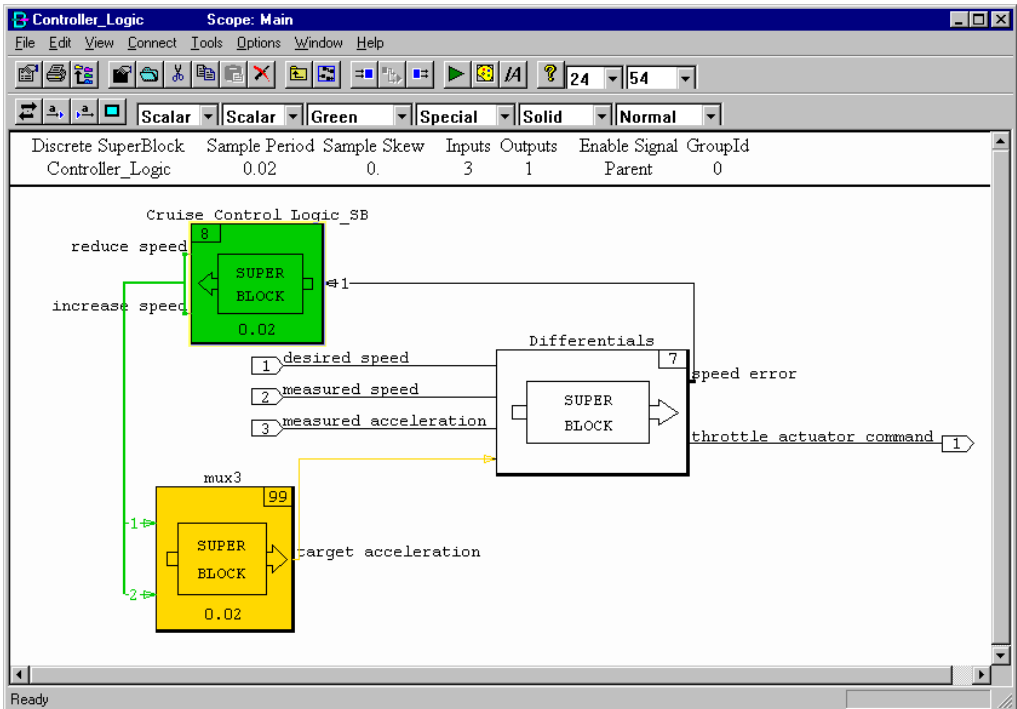 Controller_Logic Scope: Main
File Edit View Connect Tools Options Window Help
24 54
Scalar Scalar Green Special Solid Normal
Discrete SuperBlock Sample Period Sample Skew Inputs Outputs Enable Signal GroupId
Controller_Logic 0.02 0. 3 1 Parent 0
Cruise Control Logic_SB
8
reduce speed
SUPER
BLOCK
1
increase speed
0.02
Differentials
7
1 desired speed
speed error
2 measured speed
SUPER
BLOCK
3 measured acceleration
throttle actuator command 1
mux3
99
1
SUPER
BLOCK
target acceleration
2
0.02
Ready